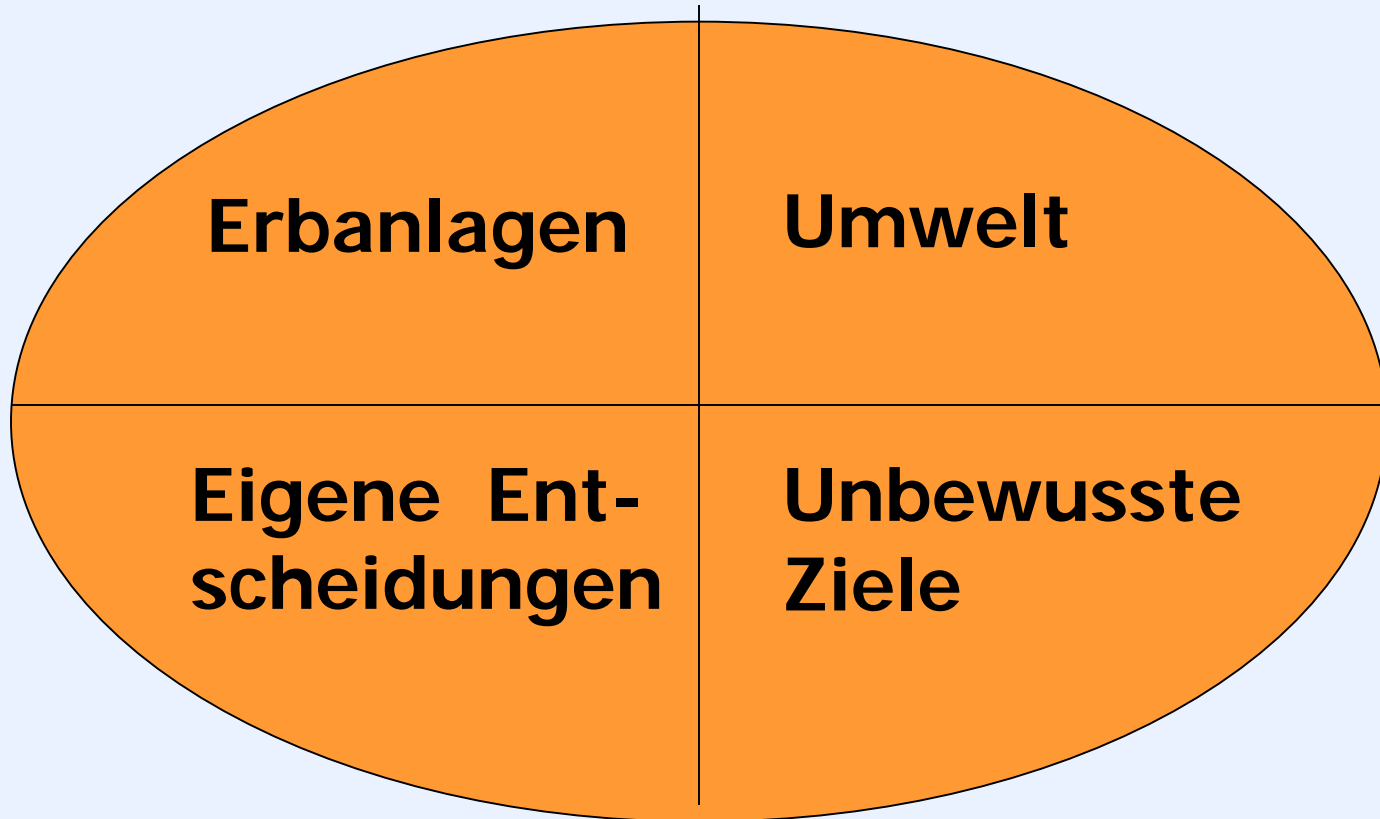 Erbanlagen
Umwelt
Eigene Ent-
scheidungen
Unbewusste
Ziele